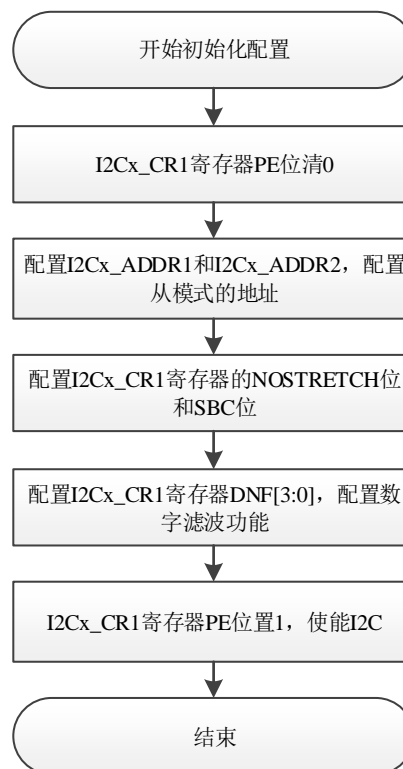 开始初始化配置
I2Cx_CR1寄存器PE位清0
配置I2Cx_ADDR1和I2Cx_ADDR2，配置
从模式的地址
配置I2Cx_CR1寄存器的NOSTRETCH位
和SBC位
配置I2Cx_CR1寄存器DNF[3:0]，配置数
字滤波功能
I2Cx_CR1寄存器PE位置1，使能I2C
结束